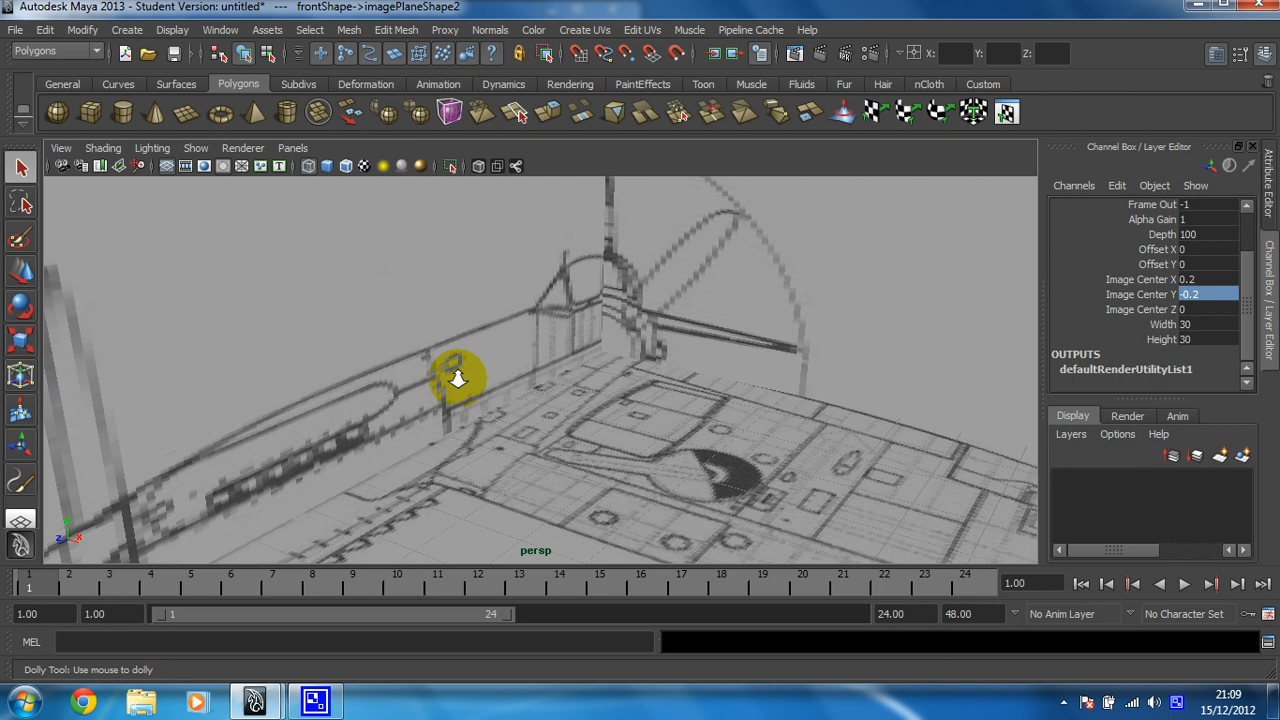 Autodesk Maya 2013 - Student Version: untitled* --- frontShape->imagePlaneShape2
File Edit Modify Create Display Window Assets Select Mesh Edit Mesh Proxy Normals Color Create UVs Edit UVs Muscle Pipeline Cache Help
Polygons X: Y: Z:
General Curves Surfaces Polygons Subdivs Deformation Animation Dynamics Rendering PaintEffects Toon Muscle Fluids Fur Hair nCloth Custom
View Shading Lighting Show Renderer Panels
Channel Box / Layer Editor
Channels Edit Object Show
Frame Out -1
Alpha Gain 1
Depth 100
Offset X 0
Offset Y 0
Image Center X 0.2
Image Center Y -0.2
Image Center Z 0
Width 30
Height 30
OUTPUTS
defaultRenderUtilityList1
Display Render Anim
Layers Options Help
Attribute Editor
Channel Box / Layer Editor
y
z x
persp
1 2 3 4 5 6 7 8 9 10 11 12 13 14 15 16 17 18 19 20 21 22 23 24
1 1.00
1.00 1.00 1 24 24.00 48.00 No Anim Layer No Character Set
MEL
Dolly Tool: Use mouse to dolly
21:09
15/12/2012